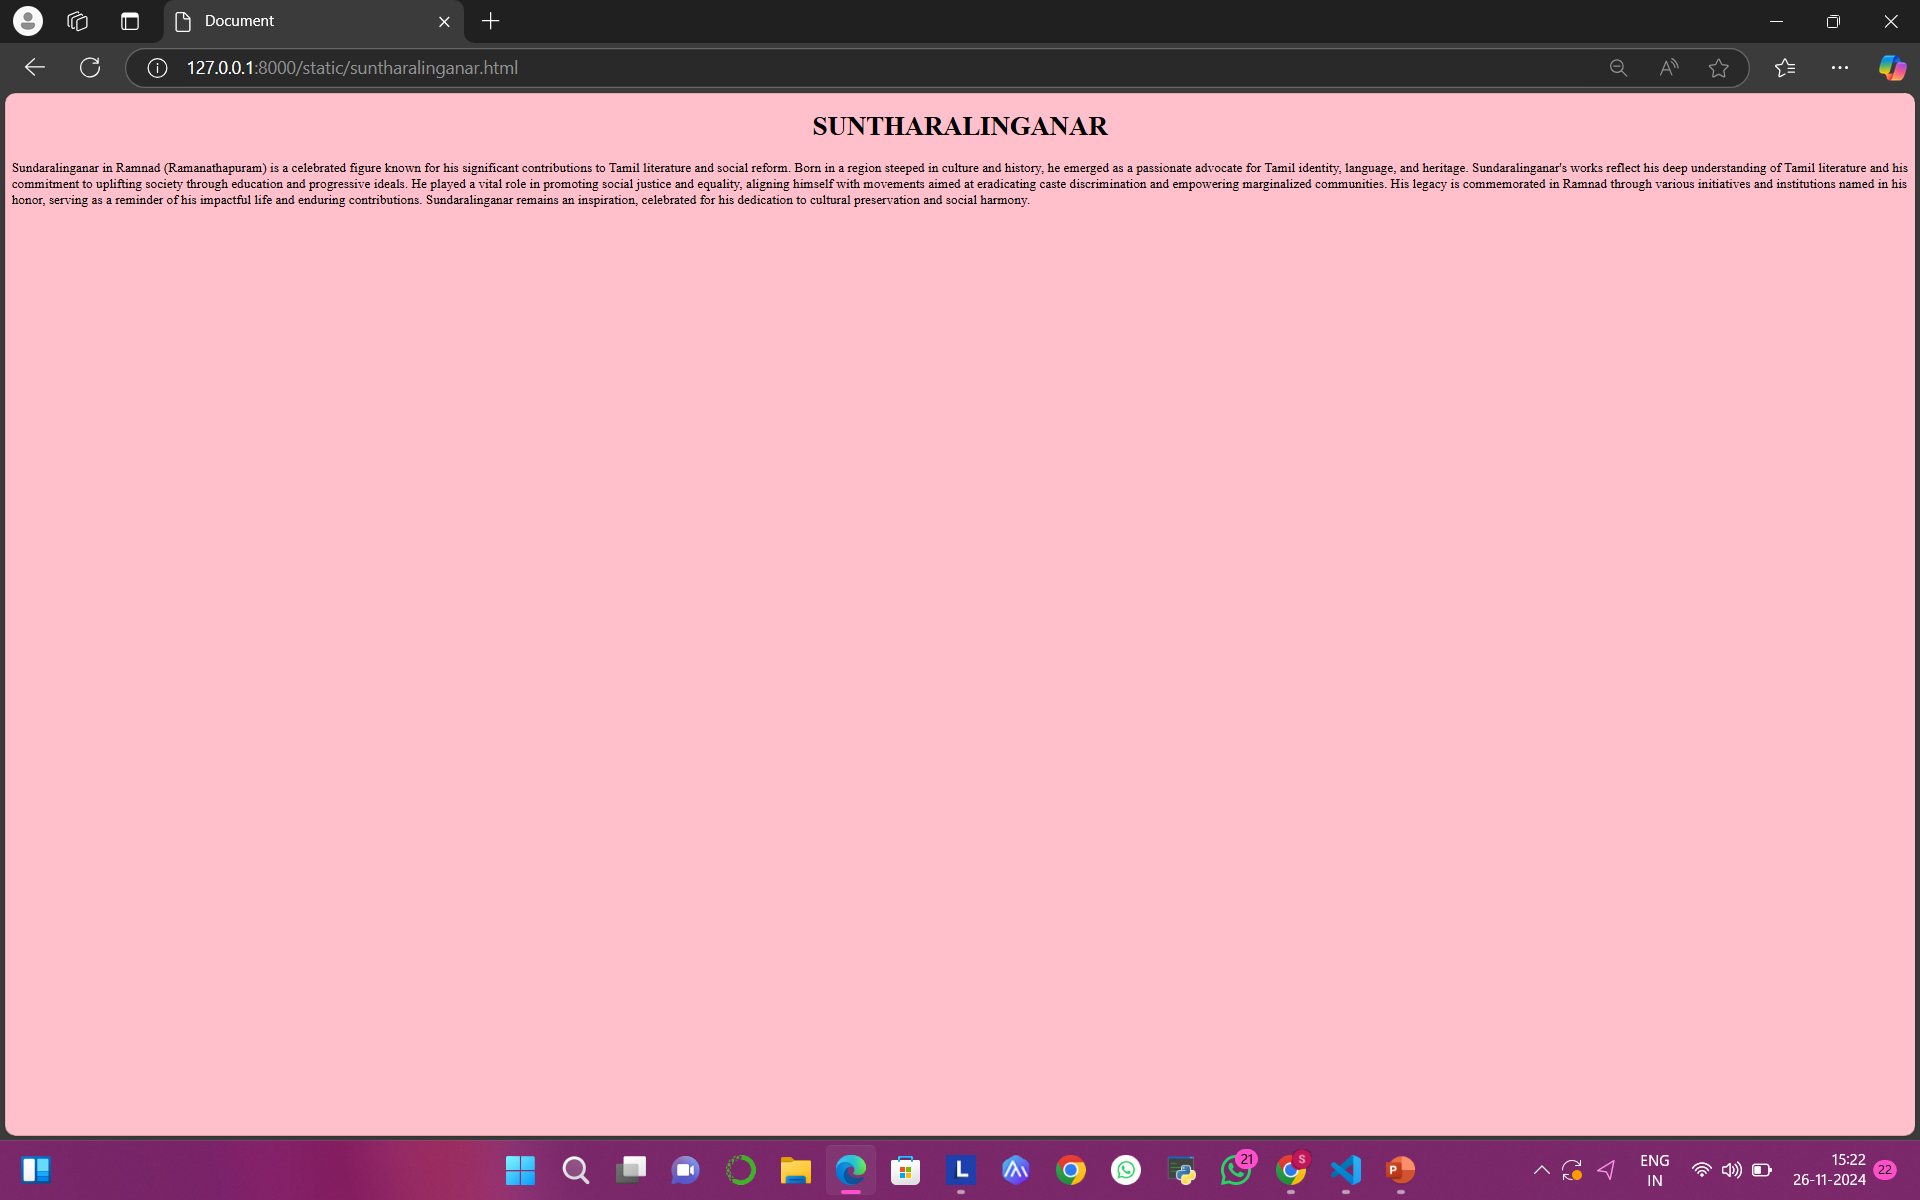 Document
127.0.0.1:8000/static/suntharalinganar.html
SUNTHARALINGANAR
Sundaralinganar in Ramnad (Ramanathapuram) is a celebrated figure known for his significant contributions to Tamil literature and social reform. Born in a region steeped in culture and history, he emerged as a passionate advocate for Tamil identity, language, and heritage. Sundaralinganar's works reflect his deep understanding of Tamil literature and his
commitment to uplifting society through education and progressive ideals. He played a vital role in promoting social justice and equality, aligning himself with movements aimed at eradicating caste discrimination and empowering marginalized communities. His legacy is commemorated in Ramnad through various initiatives and institutions named in his
honor, serving as a reminder of his impactful life and enduring contributions. Sundaralinganar remains an inspiration, celebrated for his dedication to cultural preservation and social harmony.
L
21
S
P
ENG
IN
15:22
26-11-2024
22